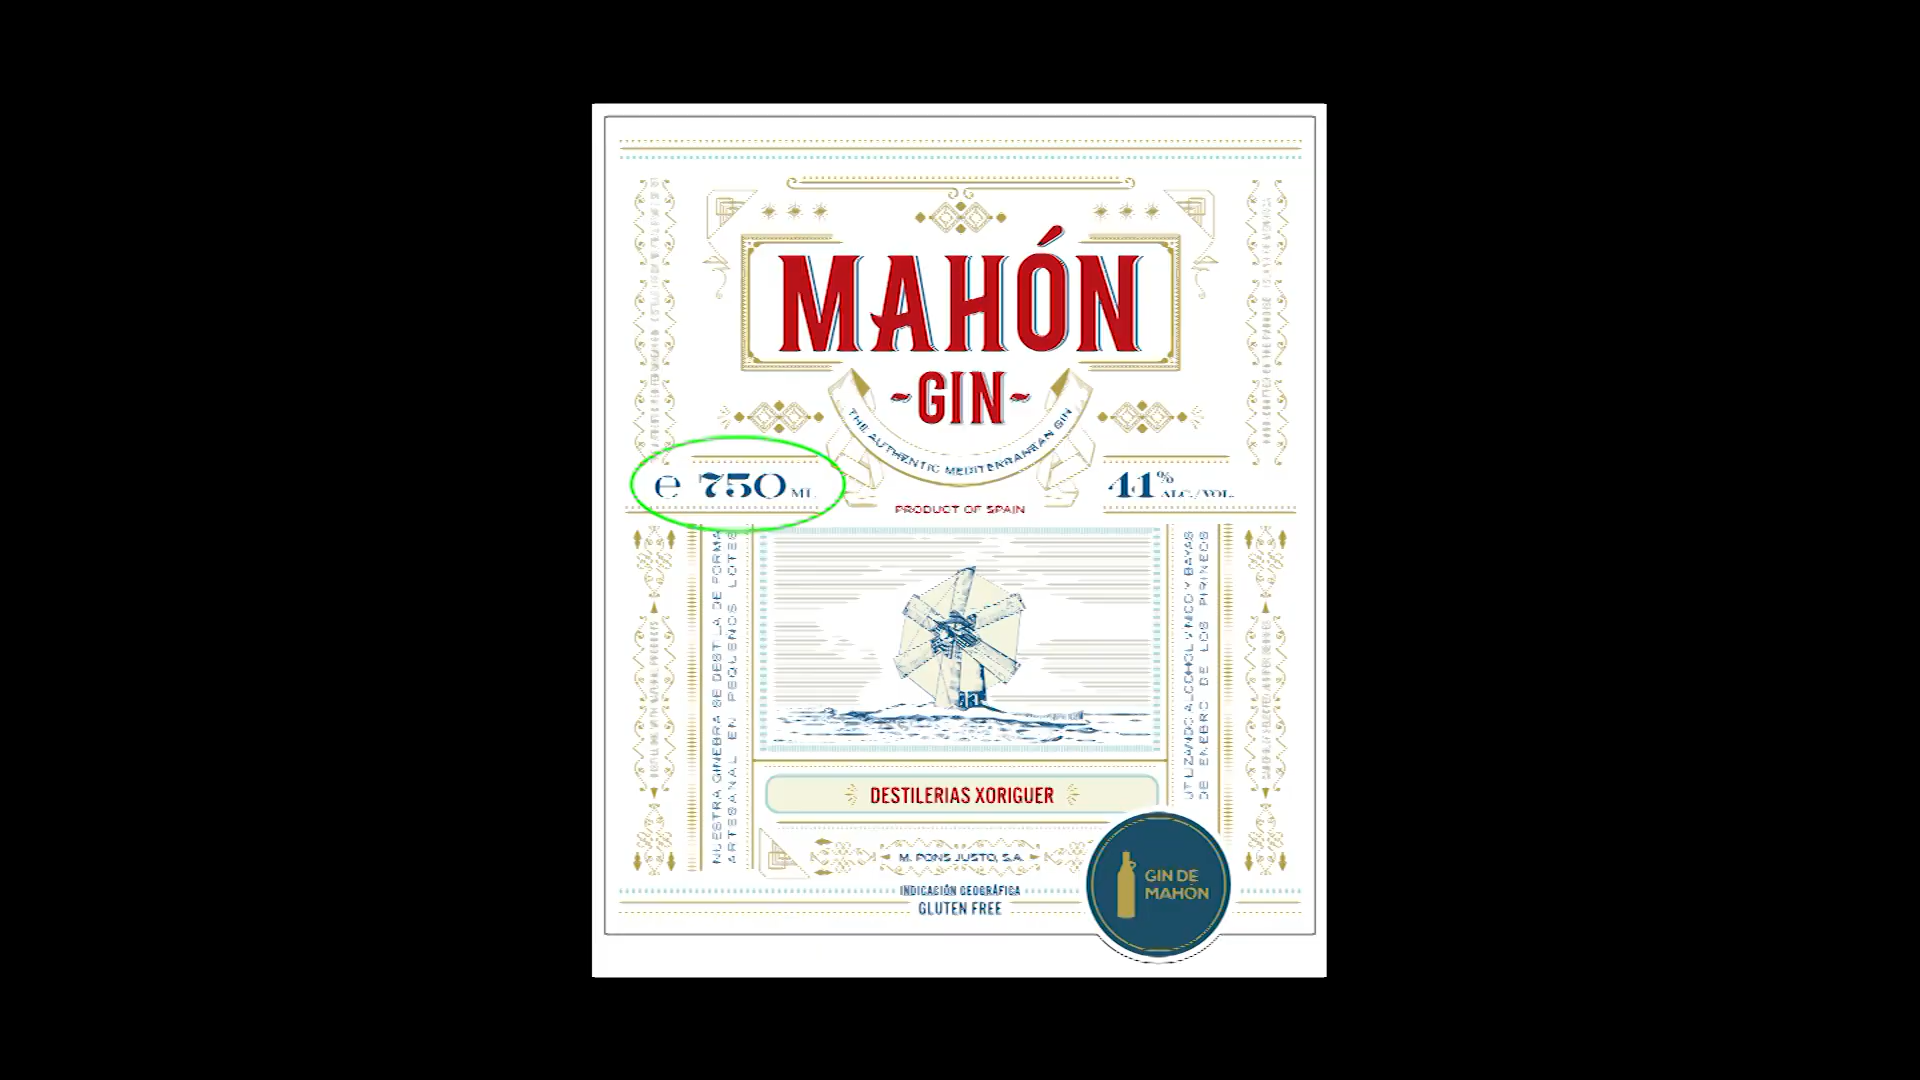 MAHÓN
-GIN-
THE AUTHENTIC MEDITERRANEAN GIN
℮ 750 ML
41% ALC./VOL.
PRODUCT OF SPAIN
NUESTRA GINEBRA SE DESTILA DE FORMA
ARTESANAL EN PEQUEÑOS LOTES
UTILIZANDO ALCOHOL VÍNICO Y BAYAS
DE ENEBRO DE LOS PIRINEOS
DESTILERIAS XORIGUER
M. PONS JUSTO, S.A.
INDICACIÓN GEOGRÁFICA
GLUTEN FREE
GIN DE
MAHÓN